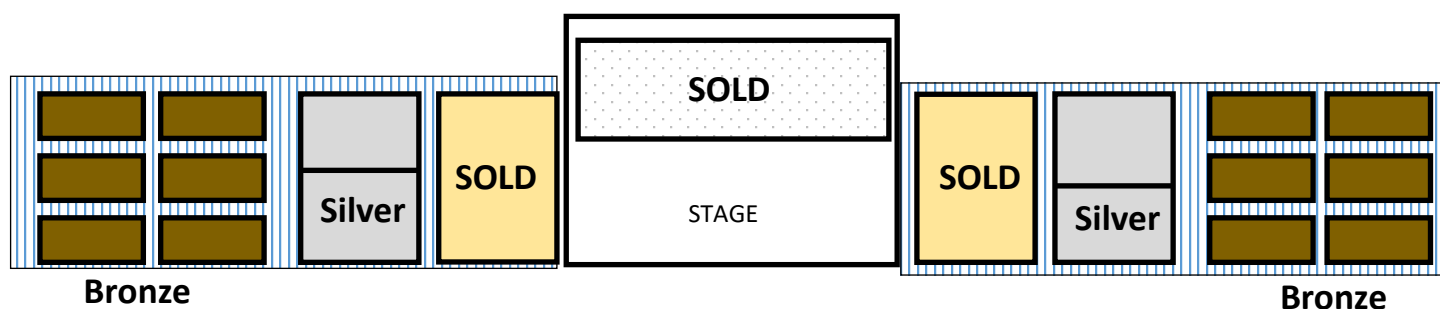 SOLD
SOLD
SOLD
Silver
STAGE
Silver
Bronze
Bronze